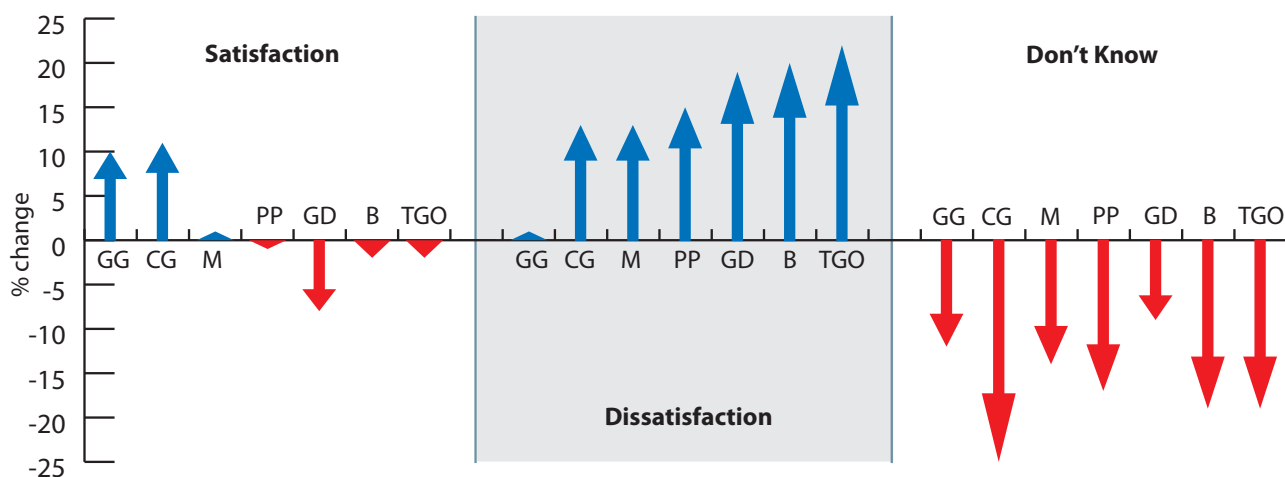 25
20
15
10
5
0
-5
-10
-15
-20
-25
% change
Satisfaction
GG CG M PP GD B TGO
Dissatisfaction
GG CG M PP GD B TGO
Don't Know
GG CG M PP GD B TGO